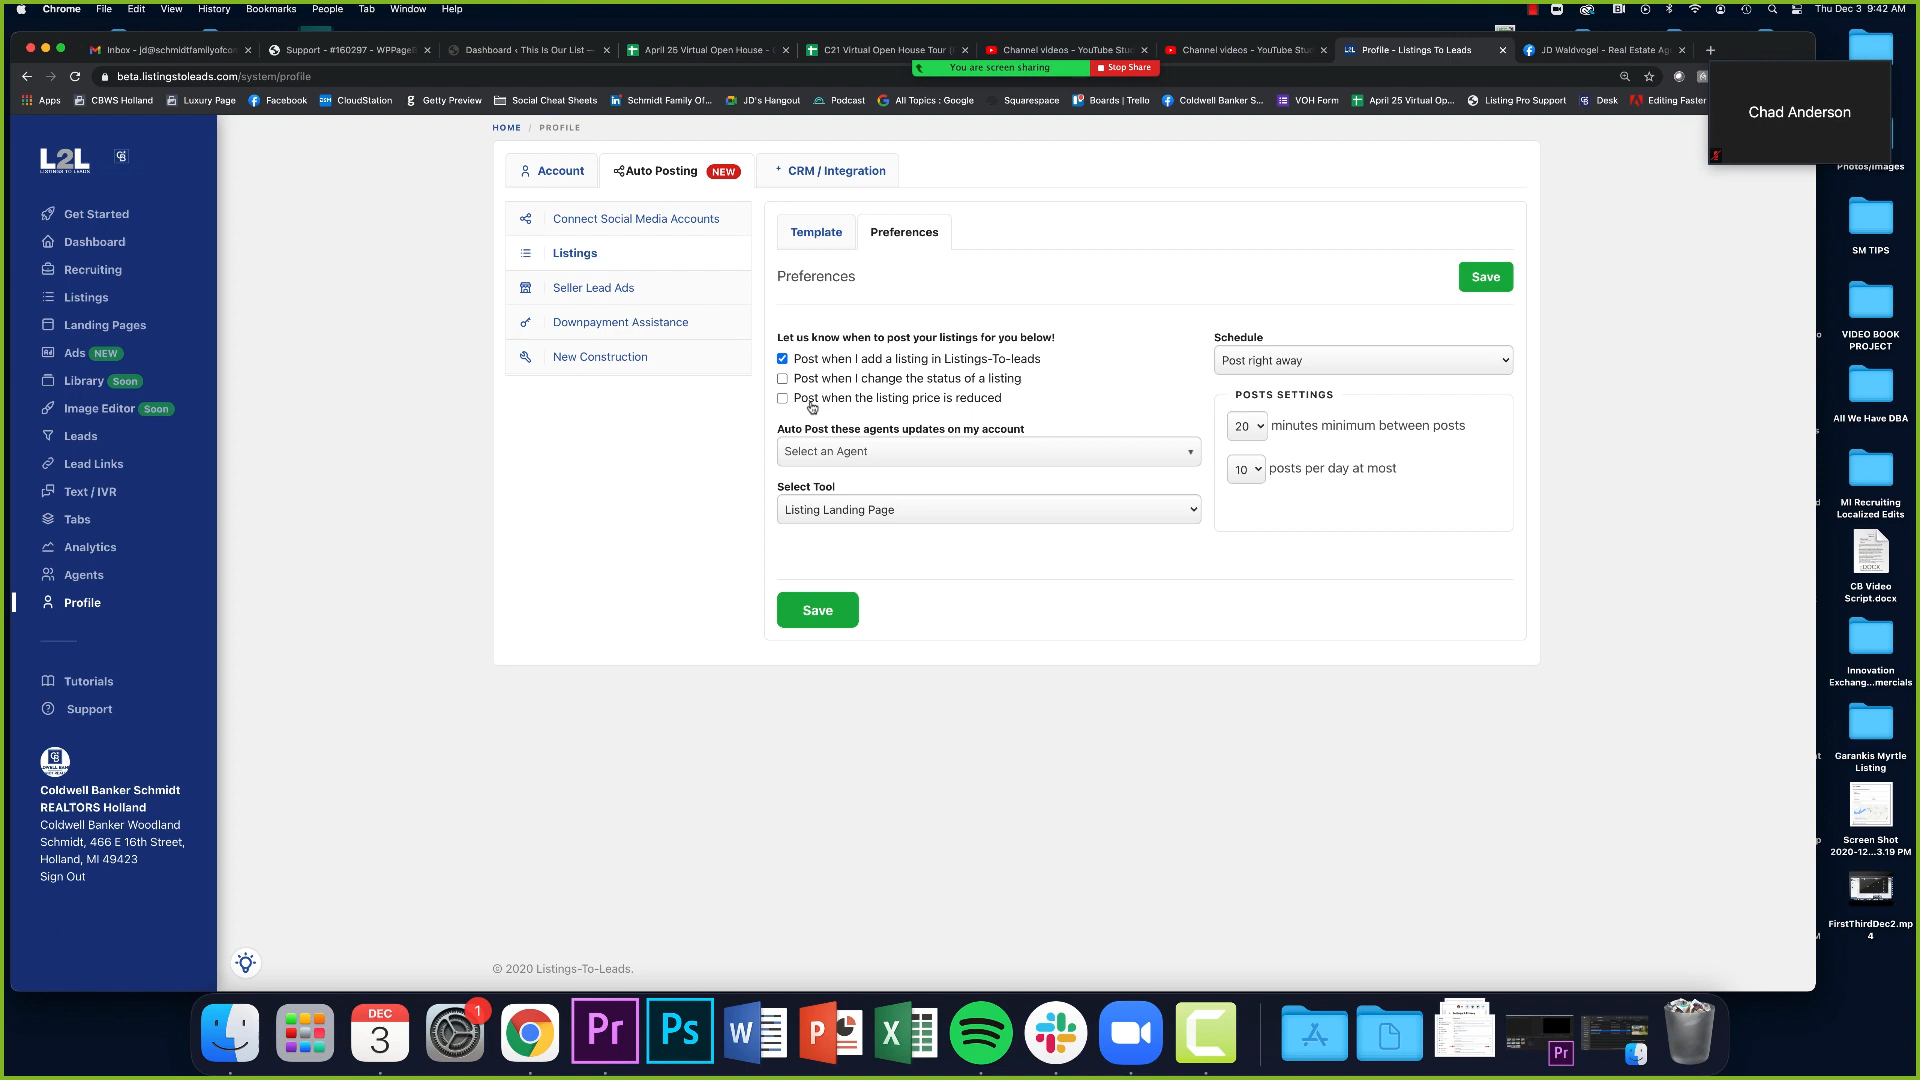 Chrome File Edit View History Bookmarks People Tab Window Help
Thu Dec 3 9:42 AM
Inbox - jd@schmidtfamilyofcon
Support - #160297 - WPPageB
Dashboard ‹ This Is Our List —
April 26 Virtual Open House -
C21 Virtual Open House Tour (
Channel videos - YouTube Stu
Channel videos - YouTube Stu
Profile - Listings To Leads
JD Waldvogel - Real Estate Age
You are screen sharing
Stop Share
beta.listingstoleads.com/system/profile
Apps
CBWS Holland
Luxury Page
Facebook
CloudStation
Getty Preview
Social Cheat Sheets
Schmidt Family Of...
JD's Hangout
Podcast
All Topics : Google
Squarespace
Boards | Trello
Coldwell Banker S...
VOH Form
April 25 Virtual Op...
Listing Pro Support
Desk
Editing Faster
Chad Anderson
L2L
LISTINGS TO LEADS
Get Started
Dashboard
Recruiting
Listings
Landing Pages
Ads NEW
Library Soon
Image Editor Soon
Leads
Lead Links
Text / IVR
Tabs
Analytics
Agents
Profile
Tutorials
Support
Coldwell Banker Schmidt
REALTORS Holland
Coldwell Banker Woodland
Schmidt, 466 E 16th Street,
Holland, MI 49423
Sign Out
HOME / PROFILE
Account
Auto Posting NEW
CRM / Integration
Connect Social Media Accounts
Listings
Seller Lead Ads
Downpayment Assistance
New Construction
Template
Preferences
Preferences
Save
Let us know when to post your listings for you below!
Post when I add a listing in Listings-To-leads
Post when I change the status of a listing
Post when the listing price is reduced
Auto Post these agents updates on my account
Select an Agent
Select Tool
Listing Landing Page
Save
Schedule
Post right away
POSTS SETTINGS
20 minutes minimum between posts
10 posts per day at most
© 2020 Listings-To-Leads.
Photos/Images
SM TIPS
VIDEO BOOK
PROJECT
All We Have DBA
MI Recruiting
Localized Edits
DOCX
CB Video
Script.docx
Innovation
Exchang...mercials
Garankis Myrtle
Listing
Screen Shot
2020-12...3.19 PM
FirstThirdDec2.mp
4
DEC
3
1
Pr
Ps
W
P
X
C
Pr